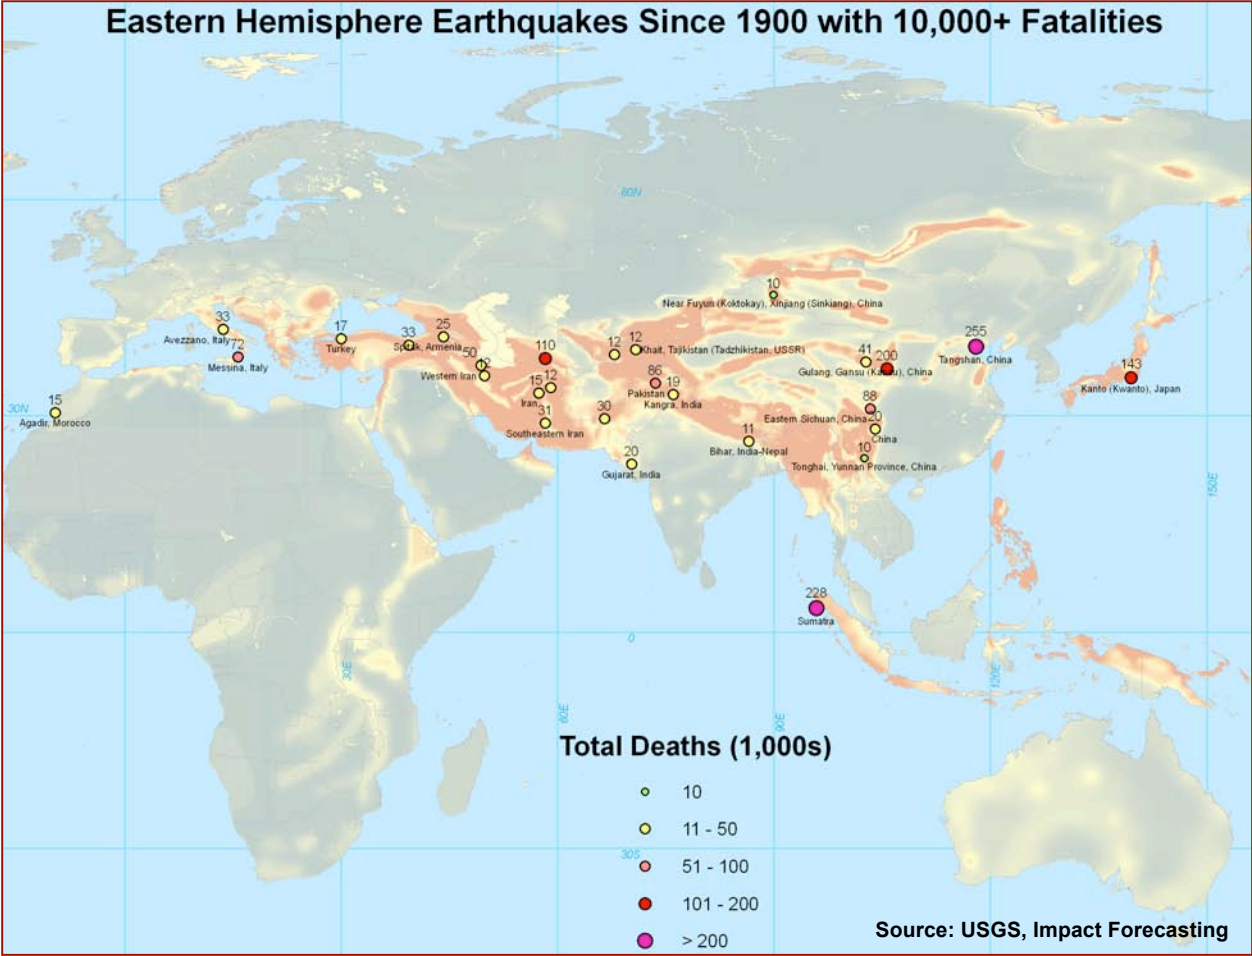 Eastern Hemisphere Earthquakes Since 1900 with 10,000+ Fatalities
60N
10
Near Fuyun (Koktokay), Xinjiang (Sinkiang), China
33
Avezzano, Italy
72
Messina, Italy
17
Turkey
33
25
Spitak, Armenia
50
12
Western Iran
110
12
12
Khait, Tajikistan (Tadzhikistan, USSR)
41
200
Gulang, Gansu (Kansu), China
255
Tangshan, China
143
Kanto (Kwanto), Japan
15
12
Iran
86
Pakistan
19
Kangra, India
88
Eastern Sichuan, China
30N
15
Agadir, Morocco
31
Southeastern Iran
30
20
China
11
Bihar, India-Nepal
20
Gujarat, India
10
Tonghai, Yunnan Province, China
150E
228
Sumatra
0
30E
60E
90E
120E
30S
Total Deaths (1,000s)
10
11 - 50
51 - 100
101 - 200
> 200
Source: USGS, Impact Forecasting